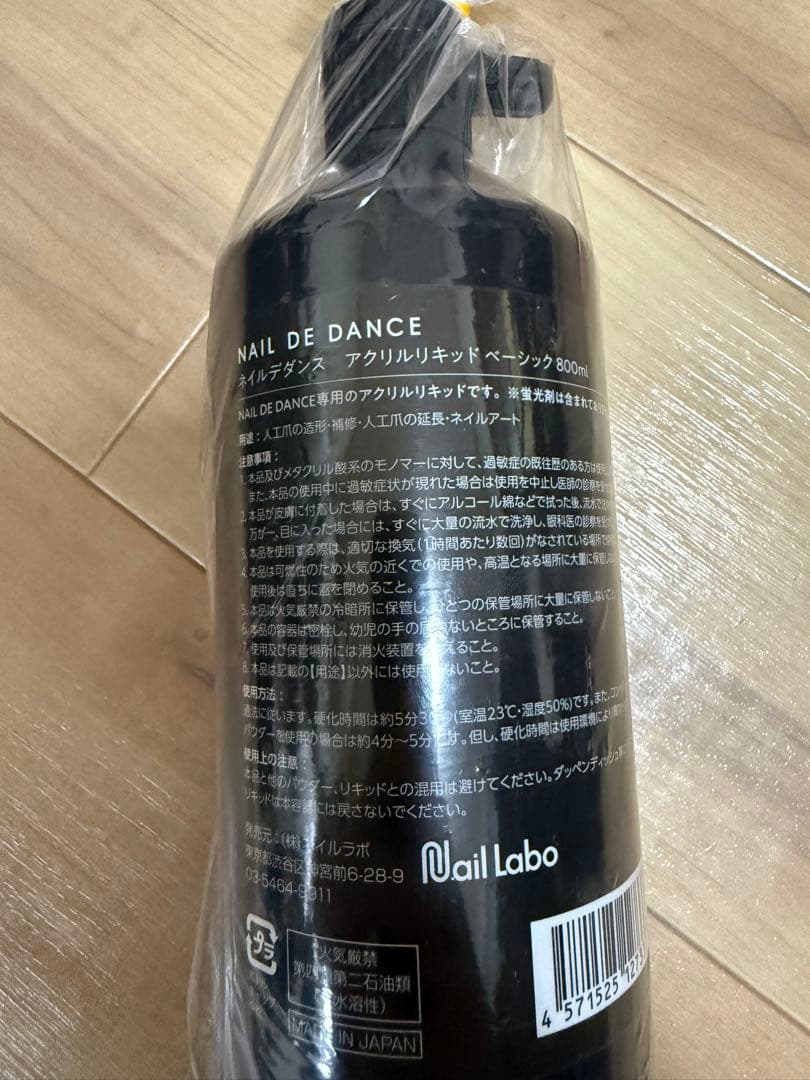 NAIL DE DANCE
ネイルデダンス アクリルリキッド ベーシック 800ml
NAIL DE DANCE専用のアクリルリキッドです。※蛍光剤は含まれており
用途：人工爪の造形・補修・人工爪の延長・ネイルアート
注意事項：
1. 本品及びメタクリル酸系のモノマーに対して、過敏症の既往歴のある方は使用
また、本品の使用中に過敏症状が現れた場合は使用を中止し医師の診察を受
2. 本品が皮膚に付着した場合は、すぐにアルコール綿などで拭った後、流水で
万が一、目に入った場合には、すぐに大量の流水で洗浄し、眼科医の診察を受
3. 本品を使用する際は、適切な換気（1時間あたり数回）がなされている場所で使用
4. 本品は可燃性のため火気の近くでの使用や、高温となる場所に大量に保管し
使用後は直ちに蓋を閉めること。
5. 本品は火気厳禁の冷暗所に保管し、ひとつの保管場所に大量に保管しないこと
6. 本品の容器は密栓し、幼児の手の届かないところに保管すること。
7. 使用及び保管場所には消火装置を えること。
8. 本品は記載の【用途】以外には使用しないこと。
使用方法：
適法に従います。硬化時間は約5分30秒（室温23℃・湿度50%）です。また、コン
パウダーを使用の場合は約4分〜5分です。但し、硬化時間は使用環境により異
使用上の注意：
本品と他のパウダー、リキッドとの混用は避けてください。ダッペンディッシュ
リキッドは本容器には戻さないでください。
発売元：（株）ネイルラボ
東京都渋谷区神宮前6-28-9
03-5464-9911
Nail Labo
プラ
火気厳禁
第四 第二石油類
水溶性）
MADE IN JAPAN
4 571525